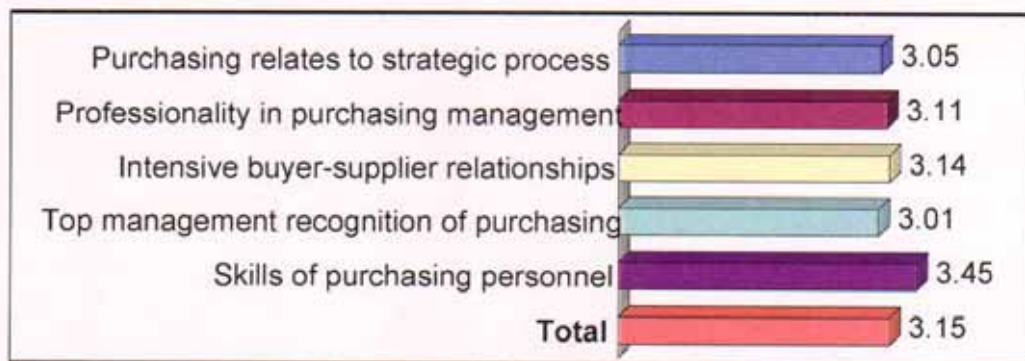 Purchasing relates to strategic process 3.05
Professionality in purchasing management 3.11
Intensive buyer-supplier relationships 3.14
Top management recognition of purchasing 3.01
Skills of purchasing personnel 3.45
Total 3.15